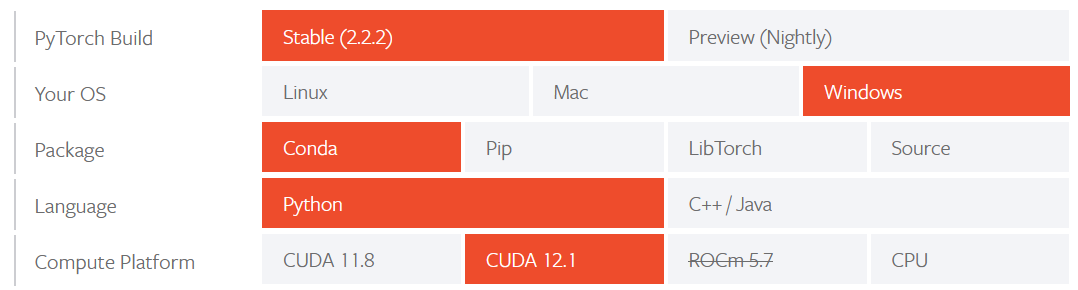 PyTorch Build Stable (2.2.2) Preview (Nightly)
Your OS Linux Mac Windows
Package Conda Pip LibTorch Source
Language Python C++ / Java
Compute Platform CUDA 11.8 CUDA 12.1 ROCm 5.7 CPU